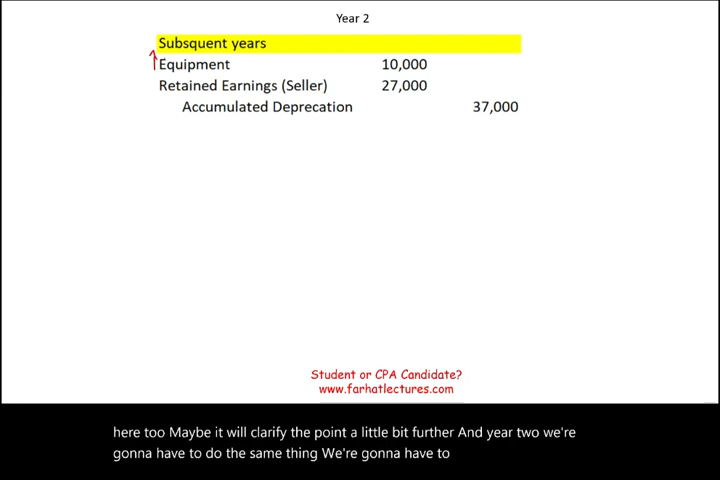 Year 2
Subsquent years
Equipment 10,000
Retained Earnings (Seller) 27,000
Accumulated Deprecation 37,000
Student or CPA Candidate?
www.farhatlectures.com
here too Maybe it will clarify the point a little bit further And year two we're
gonna have to do the same thing We're gonna have to